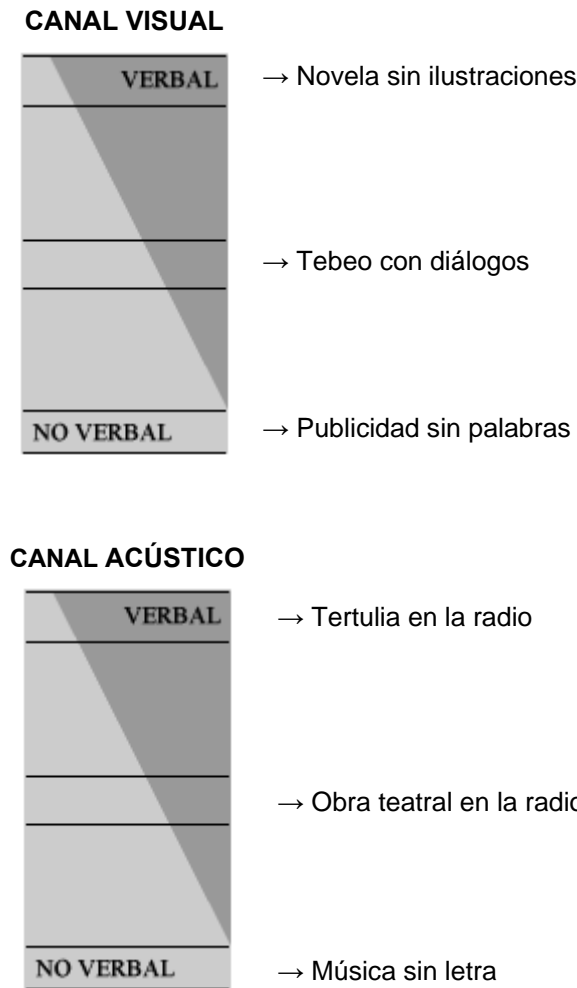 CANAL VISUAL
VERBAL → Novela sin ilustraciones
→ Tebeo con diálogos
NO VERBAL → Publicidad sin palabras
CANAL ACÚSTICO
VERBAL → Tertulia en la radio
→ Obra teatral en la radio
NO VERBAL → Música sin letra